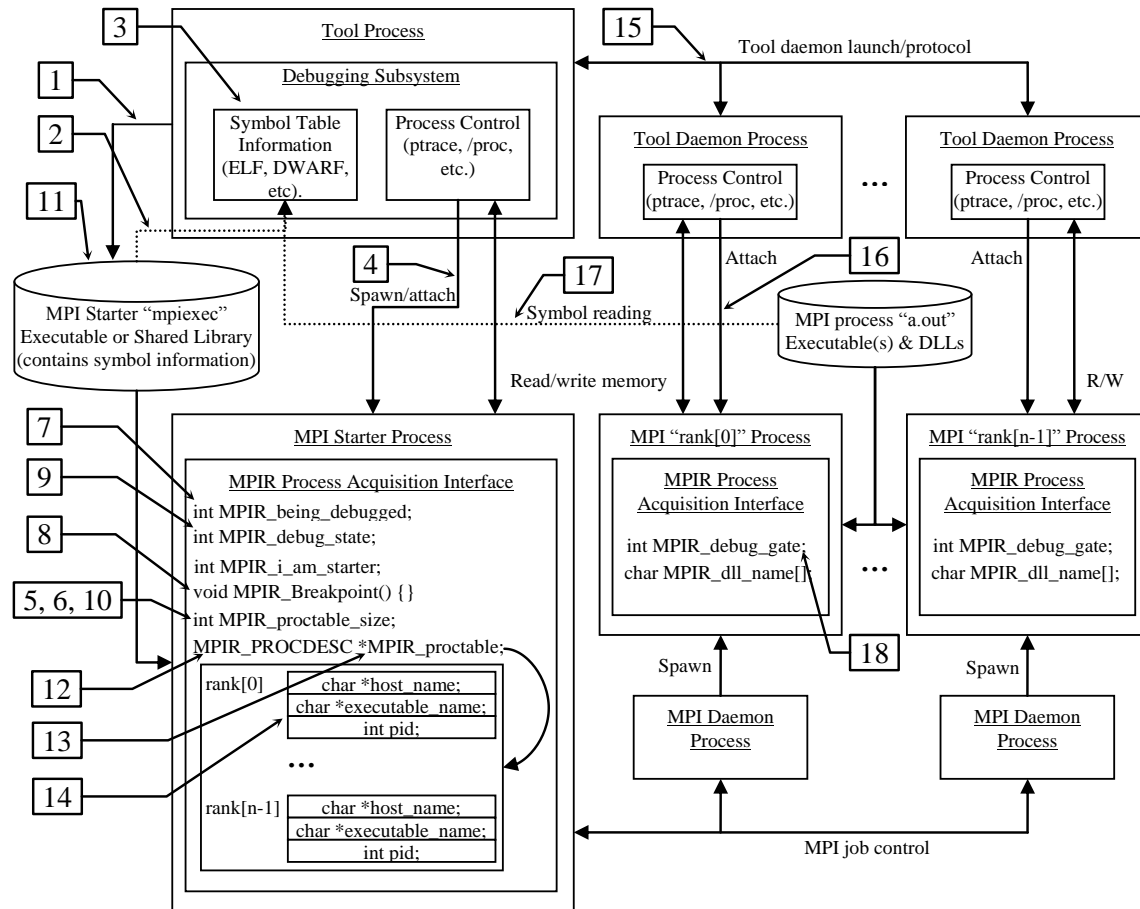 3
Tool Process
15
Tool daemon launch/protocol
1
Debugging Subsystem
2
Symbol Table
Information
(ELF, DWARF,
etc).
Process Control
(ptrace, /proc,
etc.)
Tool Daemon Process
Process Control
(ptrace, /proc, etc.)
...
Tool Daemon Process
Process Control
(ptrace, /proc, etc.)
11
4
Spawn/attach
17
Symbol reading
Attach
16
Attach
MPI Starter “mpiexec”
Executable or Shared Library
(contains symbol information)
MPI process “a.out”
Executable(s) & DLLs
Read/write memory
R/W
MPI Starter Process
MPIR Process Acquisition Interface
7
int MPIR_being_debugged;
9
int MPIR_debug_state;
int MPIR_i_am_starter;
8
void MPIR_Breakpoint() {}
5, 6, 10
int MPIR_proctable_size;
MPIR_PROCDESC *MPIR_proctable;
12
13
14
rank[0]
char *host_name;
char *executable_name;
int pid;
...
rank[n-1]
char *host_name;
char *executable_name;
int pid;
MPI “rank[0]” Process
MPIR Process
Acquisition Interface
int MPIR_debug_gate;
char MPIR_dll_name[];
...
MPI “rank[n-1]” Process
MPIR Process
Acquisition Interface
int MPIR_debug_gate;
char MPIR_dll_name[];
18
Spawn
Spawn
MPI Daemon
Process
...
MPI Daemon
Process
MPI job control